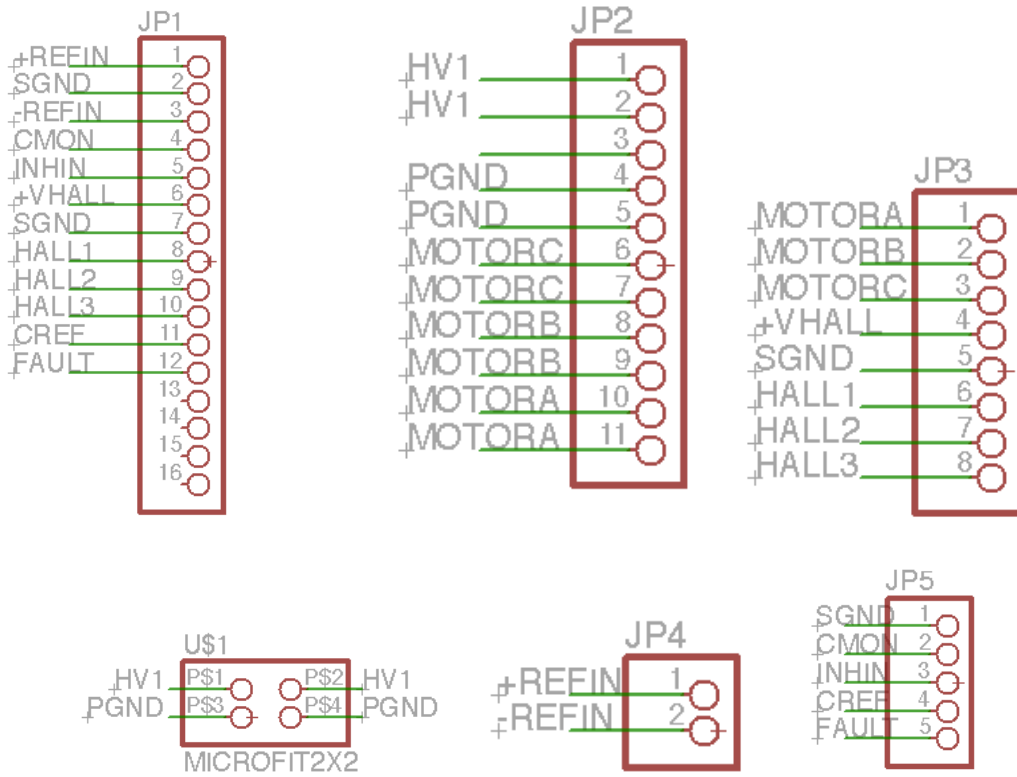 JP1
+REFIN 1
SGND 2
-REFIN 3
CMON 4
INHIN 5
+VHALL 6
SGND 7
HALL1 8
HALL2 9
HALL3 10
CREF 11
FAULT 12
13
14
15
16
JP2
HV1 1
HV1 2
3
PGND 4
PGND 5
MOTORC 6
MOTORC 7
MOTORB 8
MOTORB 9
MOTORA 10
MOTORA 11
JP3
MOTORA 1
MOTORB 2
MOTORC 3
+VHALL 4
SGND 5
HALL1 6
HALL2 7
HALL3 8
U$1
HV1 P$1 P$2 HV1
PGND P$3 P$4 PGND
MICROFIT2X2
JP4
+REFIN 1
-REFIN 2
JP5
SGND 1
CMON 2
INHIN 3
CREF 4
FAULT 5